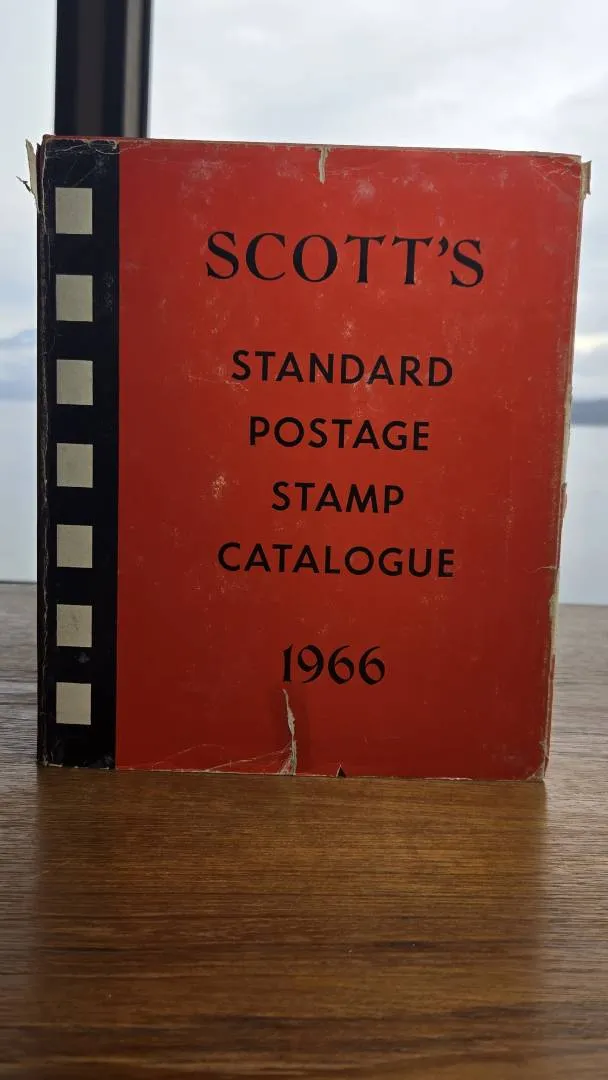 SCOTT'S
STANDARD
POSTAGE
STAMP
CATALOGUE
1966